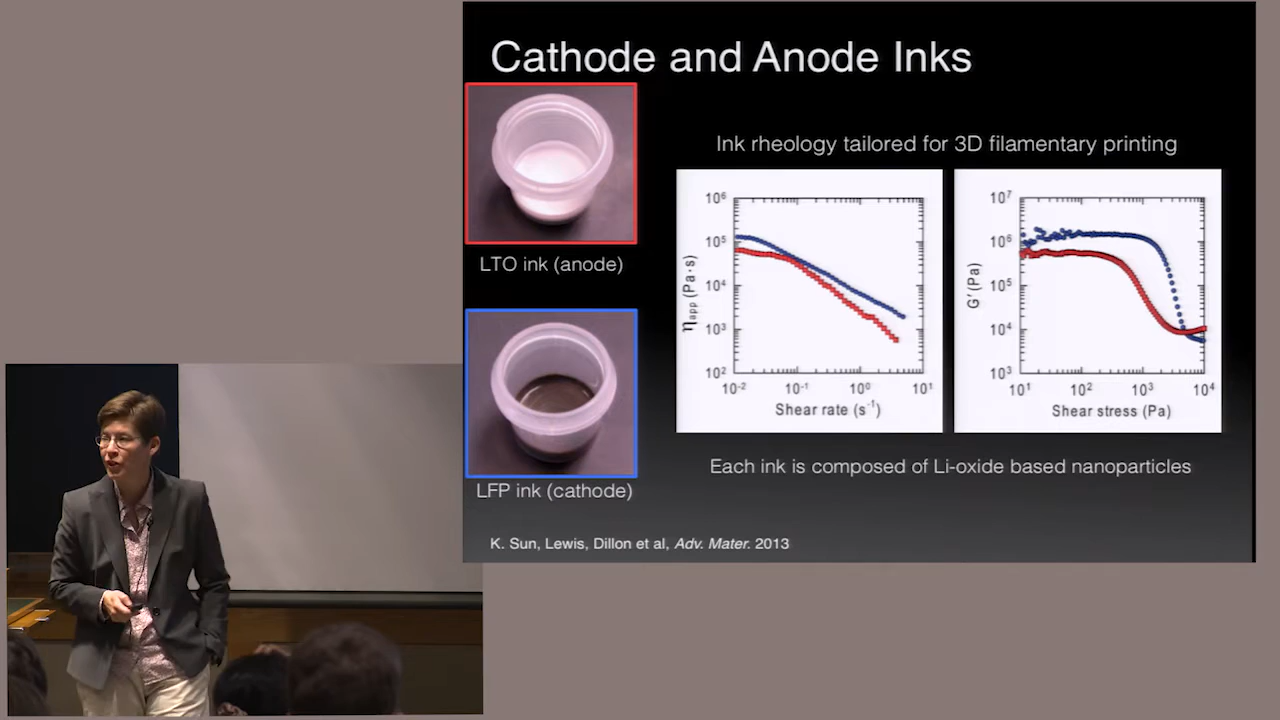 Cathode and Anode Inks
LTO ink (anode)
LFP ink (cathode)
Ink rheology tailored for 3D filamentary printing
10⁶
10⁵
10⁴
10³
10²
ηapp (Pa·s)
10⁻² 10⁻¹ 10⁰ 10¹
Shear rate (s⁻¹)
10⁷
10⁶
10⁵
10⁴
10³
G' (Pa)
10¹ 10² 10³ 10⁴
Shear stress (Pa)
Each ink is composed of Li-oxide based nanoparticles
K. Sun, Lewis, Dillon et al, Adv. Mater. 2013